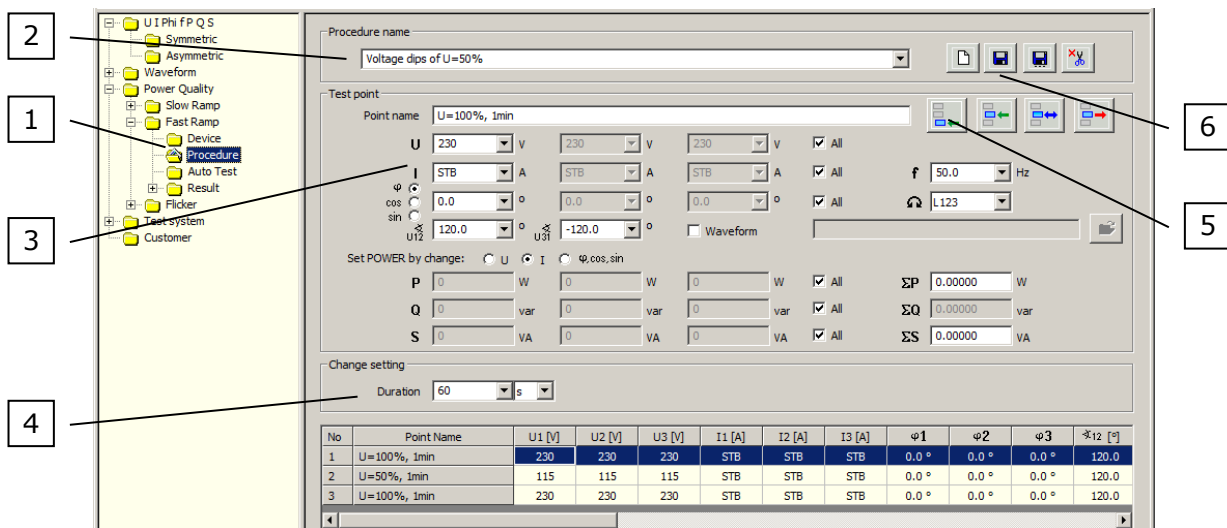 2
1
3
4
6
5
U I Phi f P Q S
Symmetric
Asymmetric
Waveform
Power Quality
Slow Ramp
Fast Ramp
Device
Procedure
Auto Test
Result
Flicker
Test system
Customer
Procedure name
Voltage dips of U=50%
Test point
Point name U=100%, 1min
U 230 V 230 V 230 V All
I STB A STB A STB A All f 50.0 Hz
φ
cos 0.0 ° 0.0 ° 0.0 ° All L123
sin
U12 120.0 ° U31 -120.0 ° Waveform
Set POWER by change: U I φ,cos,sin
P 0 W 0 W 0 W All ΣP 0.00000 W
Q 0 var 0 var 0 var All ΣQ 0.00000 var
S 0 VA 0 VA 0 VA All ΣS 0.00000 VA
Change setting
Duration 60 s
No Point Name U1 [V] U2 [V] U3 [V] I1 [A] I2 [A] I3 [A] φ1 φ2 φ3 ∢12 [°]
1 U=100%, 1min 230 230 230 STB STB STB 0.0 ° 0.0 ° 0.0 ° 120.0
2 U=50%, 1min 115 115 115 STB STB STB 0.0 ° 0.0 ° 0.0 ° 120.0
3 U=100%, 1min 230 230 230 STB STB STB 0.0 ° 0.0 ° 0.0 ° 120.0